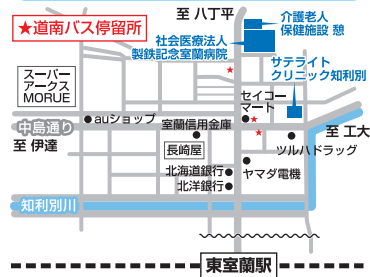 至 八丁平
★道南バス停留所
介護老人
保健施設 憩
社会医療法人
製鉄記念室蘭病院
サテライト
クリニック知利別
スーパー
アークス
MORUE
セイコー
マート
auショップ
室蘭信用金庫
中島通り
至 工大
至 伊達
長崎屋
ツルハドラッグ
北海道銀行
ヤマダ電機
北洋銀行
知利別川
東室蘭駅